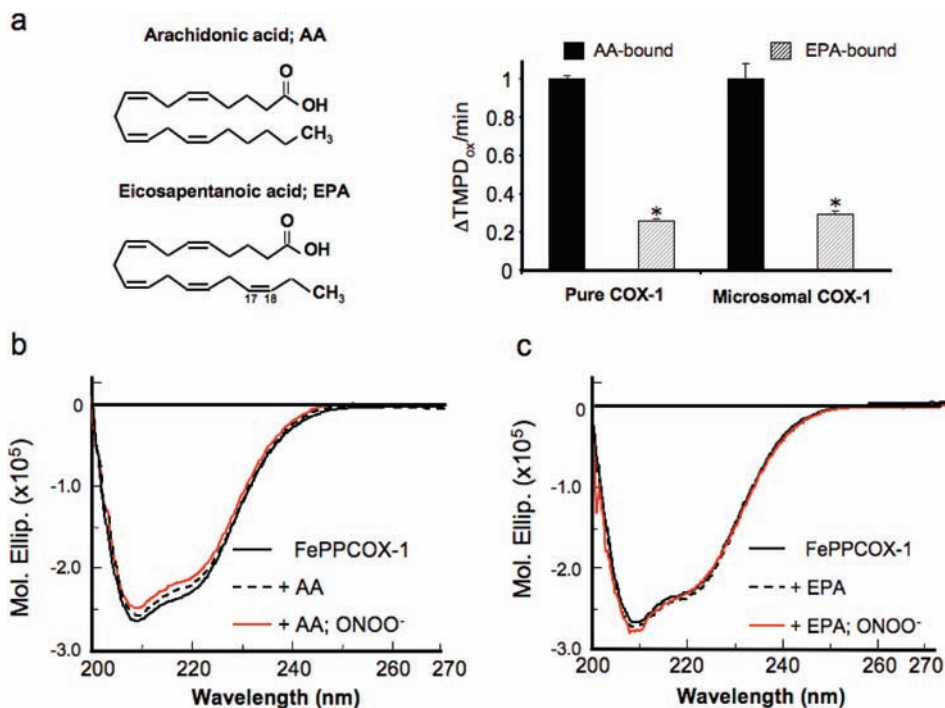 a
Arachidonic acid; AA
O
OH
CH3
Eicosapentanoic acid; EPA
O
OH
17 18
CH3
AA-bound
EPA-bound
ΔTMPDox/min
1
0.8
0.6
0.4
0.2
0
*
*
Pure COX-1
Microsomal COX-1
b
Mol. Ellip. (x10⁵)
0
-1.0
-2.0
-3.0
FePPCOX-1
+ AA
+ AA; ONOO⁻
200 220 240 260 270
Wavelength (nm)
c
Mol. Ellip. (x10⁵)
0
-1.0
-2.0
-3.0
FePPCOX-1
+ EPA
+ EPA; ONOO⁻
200 220 240 260 270
Wavelength (nm)